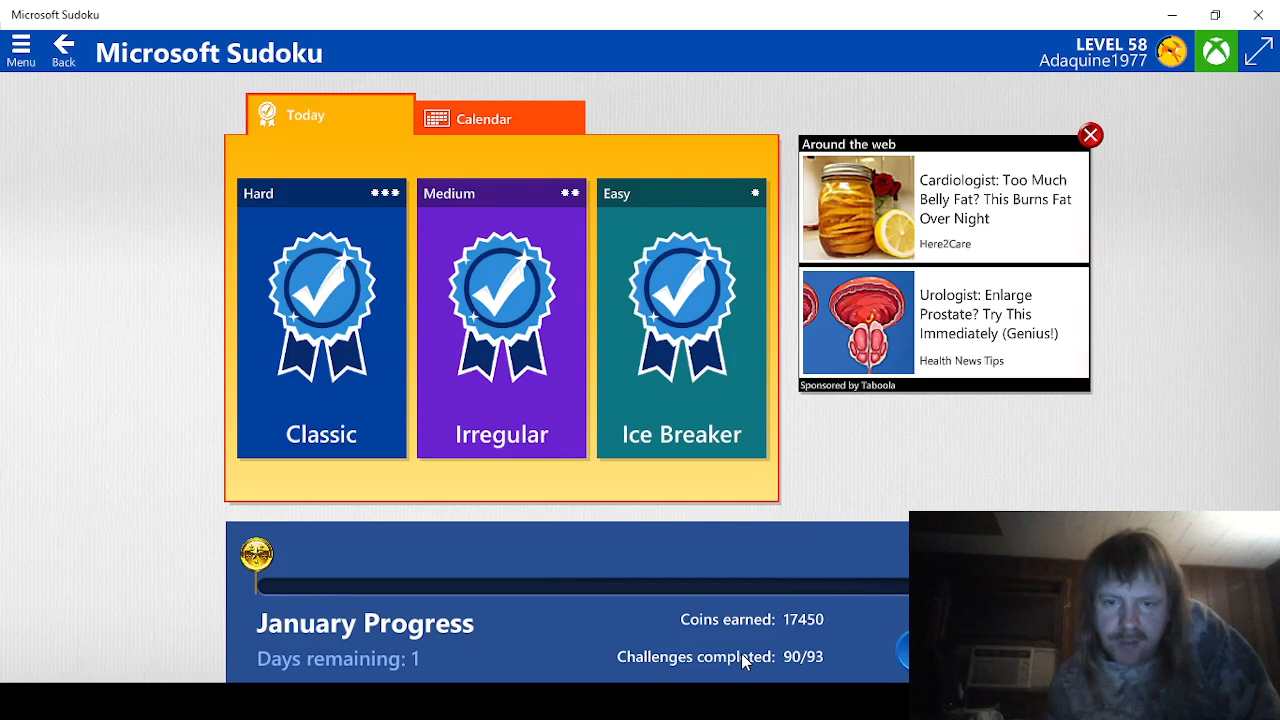 Microsoft Sudoku
Menu
Back
Microsoft Sudoku
LEVEL 58
Adaquine1977
Today
Calendar
Hard ***
Medium **
Easy *
Classic
Irregular
Ice Breaker
Around the web
Cardiologist: Too Much
Belly Fat? This Burns Fat
Over Night
Here2Care
Urologist: Enlarge
Prostate? Try This
Immediately (Genius!)
Health News Tips
Sponsored by Taboola
January Progress
Days remaining: 1
Coins earned: 17450
Challenges completed: 90/93